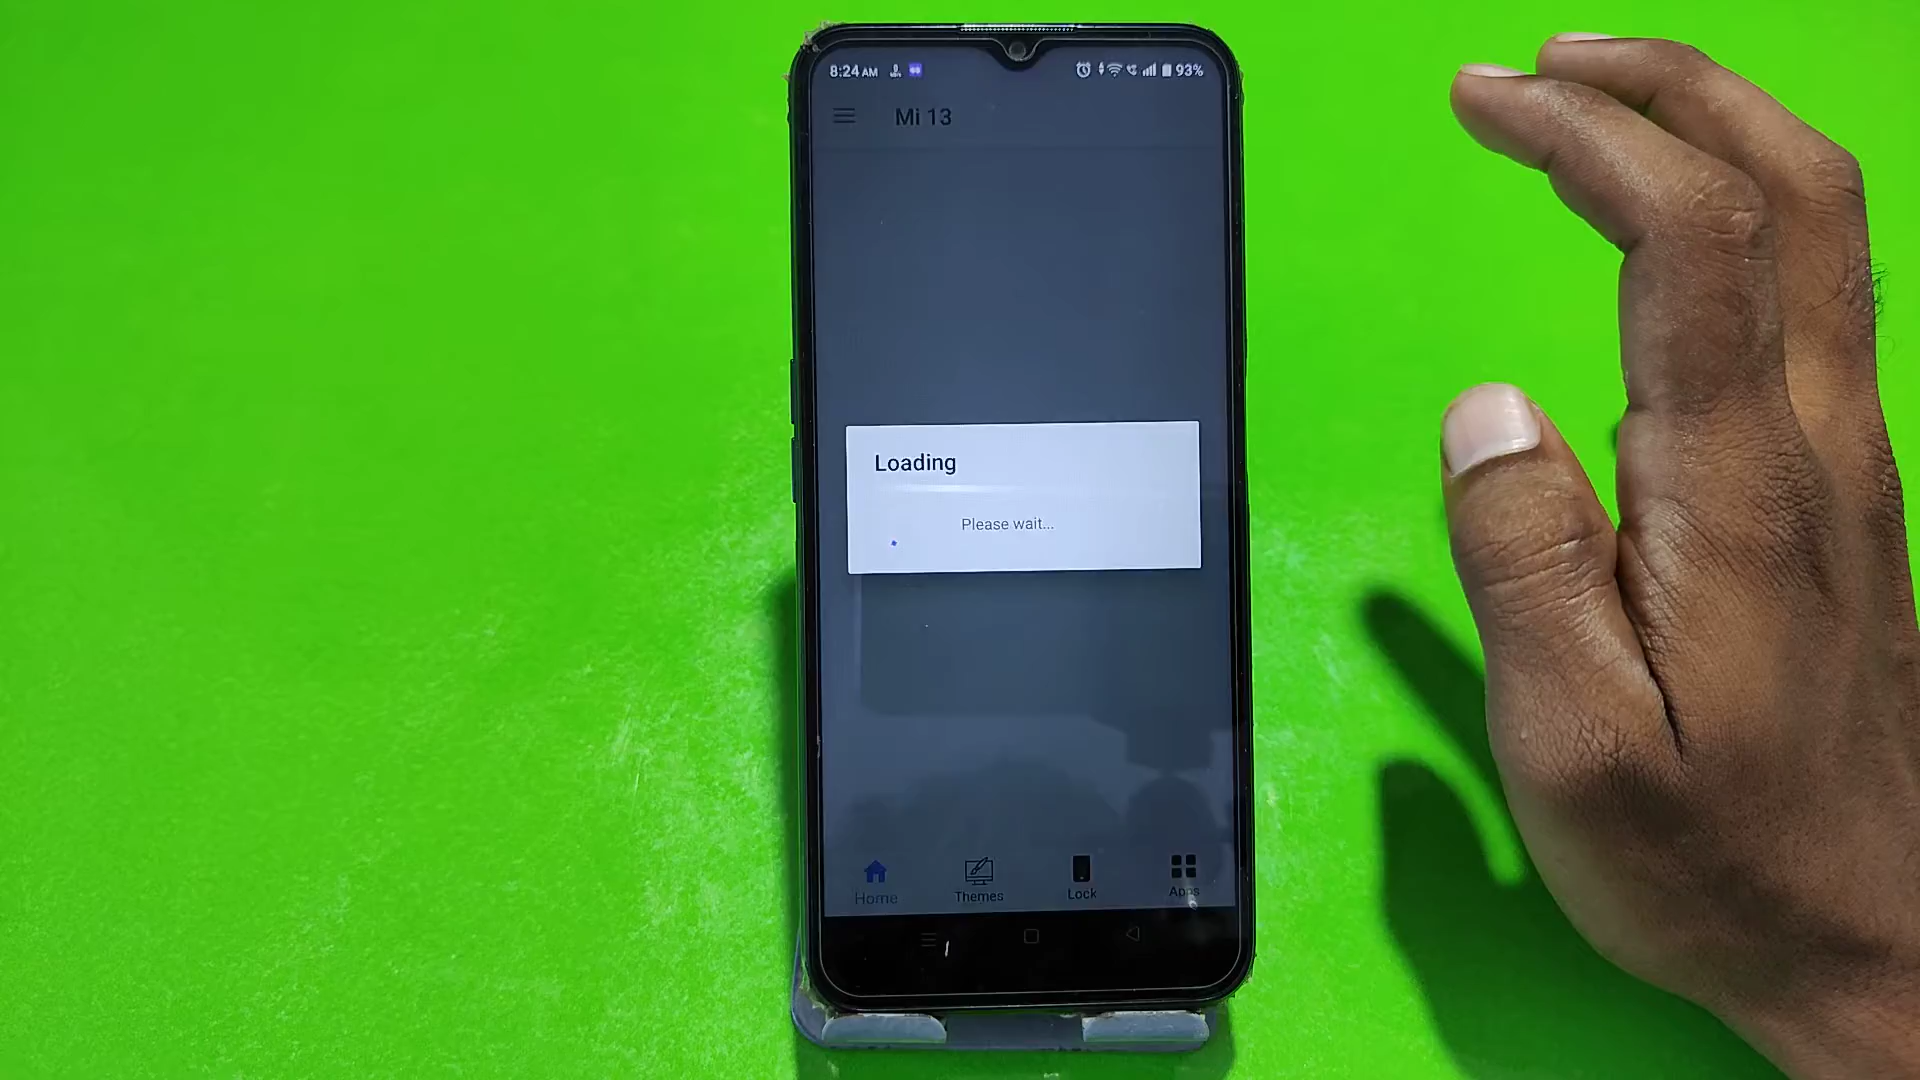 8:24 AM
93%
Mi 13
Loading
Please wait...
Home
Themes
Lock
Apps